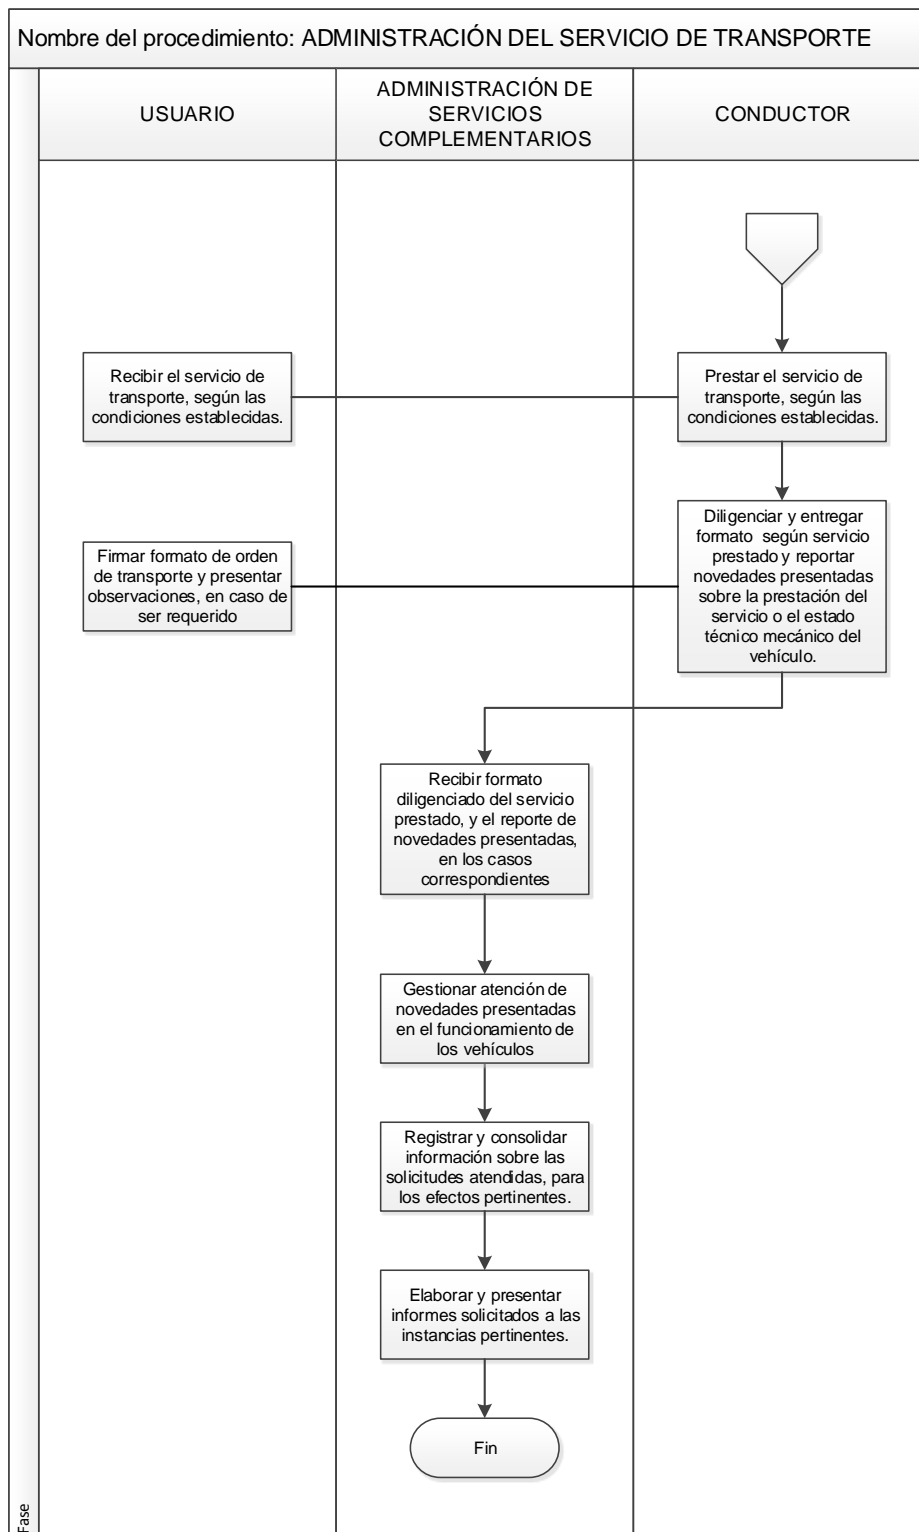 Nombre del procedimiento: ADMINISTRACIÓN DEL SERVICIO DE TRANSPORTE
USUARIO
ADMINISTRACIÓN DE
SERVICIOS
COMPLEMENTARIOS
CONDUCTOR
Recibir el servicio de
transporte, según las
condiciones establecidas.
Prestar el servicio de
transporte, según las
condiciones establecidas.
Firmar formato de orden
de transporte y presentar
observaciones, en caso de
ser requerido
Diligenciar y entregar
formato según servicio
prestado y reportar
novedades presentadas
sobre la prestación del
servicio o el estado
técnico mecánico del
vehículo.
Recibir formato
diligenciado del servicio
prestado, y el reporte de
novedades presentadas,
en los casos
correspondientes
Gestionar atención de
novedades presentadas
en el funcionamiento de
los vehículos
Registrar y consolidar
información sobre las
solicitudes atendidas, para
los efectos pertinentes.
Elaborar y presentar
informes solicitados a las
instancias pertinentes.
Fin
Fase